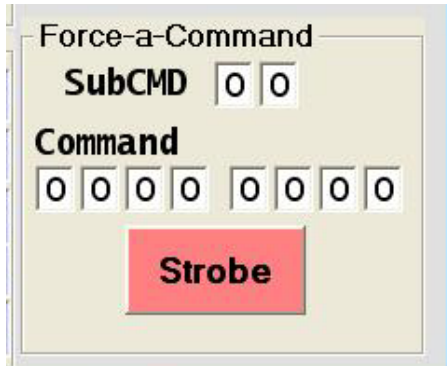 Force-a-Command
SubCMD 0 0
Command
0 0 0 0 0 0 0 0
Strobe